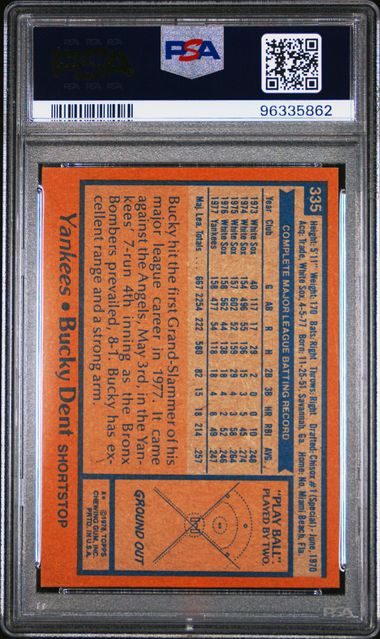 PSA
PSA
96335862
335
Height: 5'11" Weight: 170 Bats: Right Throws: Right Drafted: Chisox #1 (Special) - June, 1970
Acq: Trade, White Sox, 4-5-77 Born: 11-25-51, Savannah, Ga. Home: No. Miami Beach, Fla.
COMPLETE MAJOR LEAGUE BATTING RECORD
Year Club G AB R H 2B 3B HR RBI AVG.
1973 White Sox 40 117 17 29 2 0 0 10 .248
1974 White Sox 154 496 55 136 15 3 5 45 .274
1975 White Sox 157 602 52 159 29 4 3 58 .264
1976 White Sox 158 562 44 138 18 4 2 52 .246
1977 Yankees 158 477 54 118 18 4 8 49 .247
Maj. Lea. Totals 667 2254 222 580 82 15 18 214 .257
Bucky hit the first Grand-Slammer of his
major league career in 1977. It came
against the Angels, May 3rd, in the Yan-
kees' 7-run 4th inning as the Bronx
Bombers prevailed, 8-1. Bucky has ex-
cellent range and a strong arm.
"PLAY BALL"
PLAYED BY TWO.
GROUND OUT
Yankees • Bucky Dent SHORTSTOP
A* ©1978 TOPPS
CHEWING GUM, INC.
PRTD. IN U.S.A.